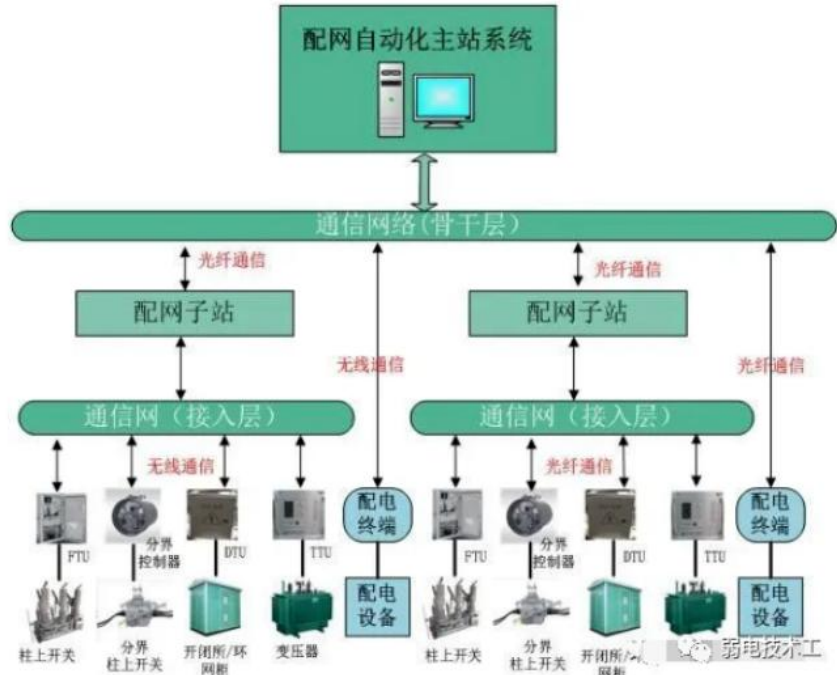 配网自动化主站系统
通信网络(骨干层)
光纤通信
光纤通信
配网子站
配网子站
无线通信
光纤通信
通信网（接入层）
通信网（接入层）
无线通信
光纤通信
配电
终端
配电
终端
FTU
分界
控制器
DTU
TTU
FTU
分界
控制器
DTU
TTU
配电
设备
配电
设备
柱上开关
分界
柱上开关
开闭所/环
网柜
变压器
柱上开关
分界
柱上开关
开闭所/环
网柜
弱电技术工